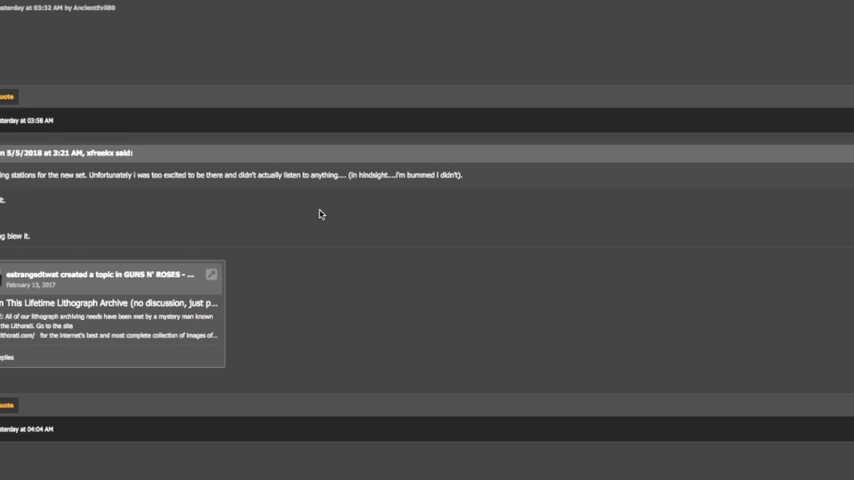 sterday at 03:32 AM by AncientEvil80
uote
sterday at 03:58 AM
n 5/5/2018 at 3:21 AM, xfreekx said:
ing stations for the new set. Unfortunately i was too excited to be there and didn't actually listen to anything.... (in hindsight....i'm bummed i didn't).
it.
ng blew it.
estrangedtwat created a topic in GUNS N' ROSES - ...
February 13, 2017
n This Lifetime Lithograph Archive (no discussion, just p...
: All of our lithograph archiving needs have been met by a mystery man known
the Lithorati. Go to the site
lithorati.com/ for the internet's best and most complete collection of images of...
eplies
uote
sterday at 04:04 AM